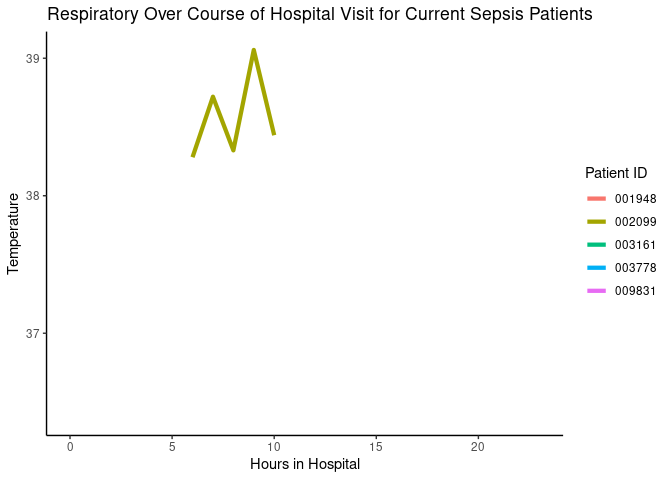 Respiratory Over Course of Hospital Visit for Current Sepsis Patients
39
38
37
Temperature
0 5 10 15 20
Hours in Hospital
Patient ID
001948
002099
003161
003778
009831